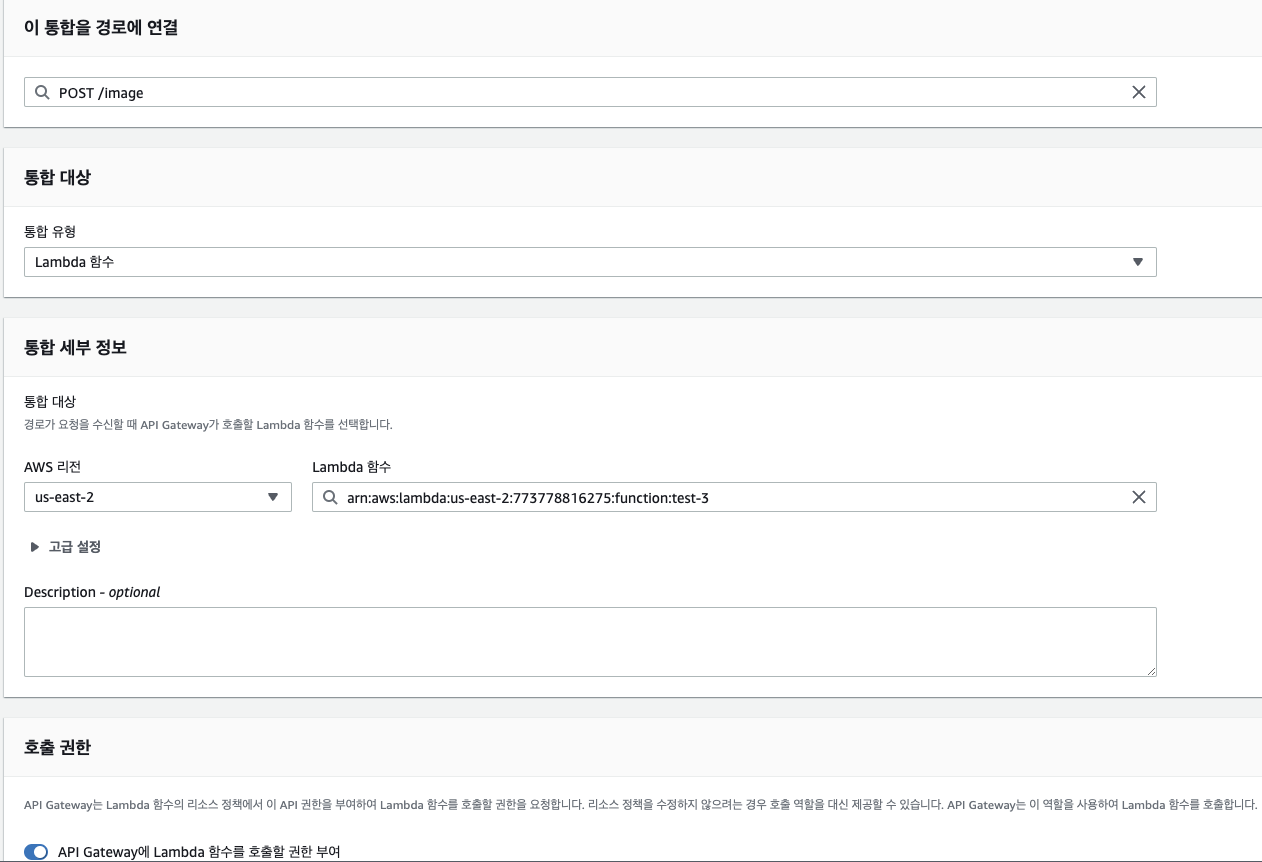 이 통합을 경로에 연결
POST /image
통합 대상
통합 유형
Lambda 함수
통합 세부 정보
통합 대상
경로가 요청을 수신할 때 API Gateway가 호출할 Lambda 함수를 선택합니다.
AWS 리전
Lambda 함수
us-east-2
arn:aws:lambda:us-east-2:773778816275:function:test-3
고급 설정
Description - optional
호출 권한
API Gateway는 Lambda 함수의 리소스 정책에서 이 API 권한을 부여하여 Lambda 함수를 호출할 권한을 요청합니다. 리소스 정책을 수정하지 않으려는 경우 호출 역할을 대신 제공할 수 있습니다. API Gateway는 이 역할을 사용하여 Lambda 함수를 호출합니다.
API Gateway에 Lambda 함수를 호출할 권한 부여